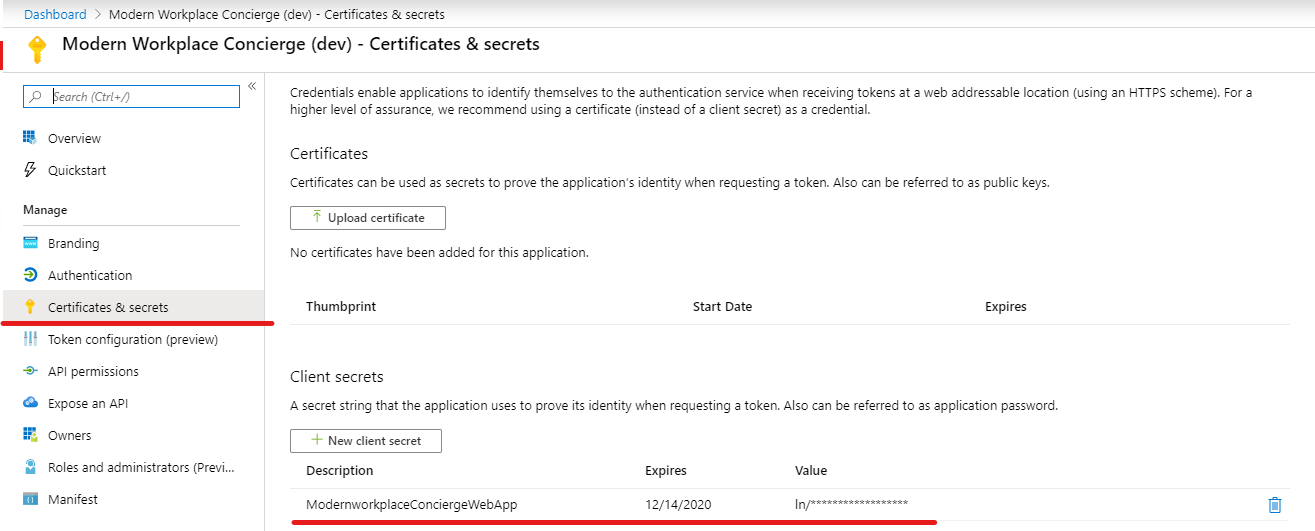 Dashboard > Modern Workplace Concierge (dev) - Certificates & secrets
Modern Workplace Concierge (dev) - Certificates & secrets
Search (Ctrl+/)
«
Overview
Quickstart
Manage
Branding
Authentication
Certificates & secrets
Token configuration (preview)
API permissions
Expose an API
Owners
Roles and administrators (Previ...
Manifest
Credentials enable applications to identify themselves to the authentication service when receiving tokens at a web addressable location (using an HTTPS scheme). For a
higher level of assurance, we recommend using a certificate (instead of a client secret) as a credential.
Certificates
Certificates can be used as secrets to prove the application's identity when requesting a token. Also can be referred to as public keys.
Upload certificate
No certificates have been added for this application.
Thumbprint Start Date Expires
Client secrets
A secret string that the application uses to prove its identity when requesting a token. Also can be referred to as application password.
New client secret
Description Expires Value
ModernworkplaceConciergeWebApp 12/14/2020 ln/******************